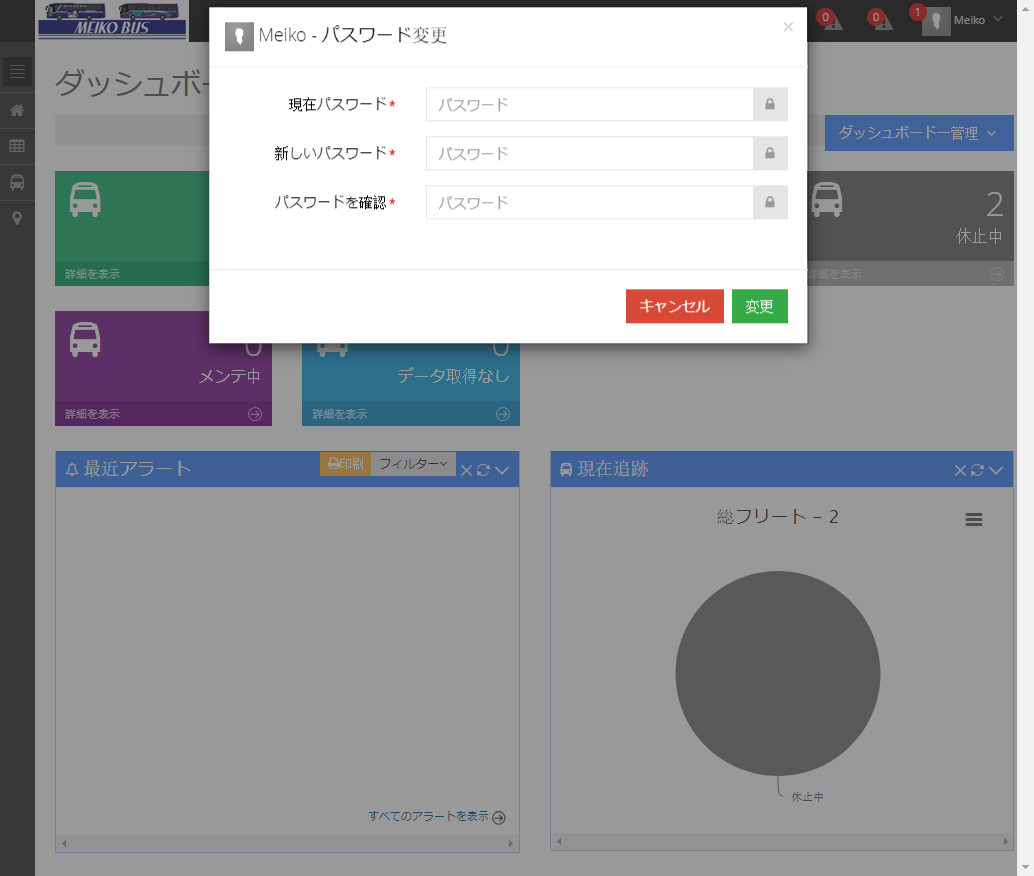 MEIKO BUS
0
0
1
Meiko
Meiko - パスワード変更
×
ダッシュボー
ダッシュボードー管理
現在パスワード*
パスワード
新しいパスワード*
パスワード
パスワードを確認*
パスワード
キャンセル
変更
2
休止中
詳細を表示
詳細を表示
0
メンテ中
詳細を表示
0
データ取得なし
詳細を表示
最近アラート
印刷
フィルター
すべてのアラートを表示
現在追跡
総フリート – 2
休止中